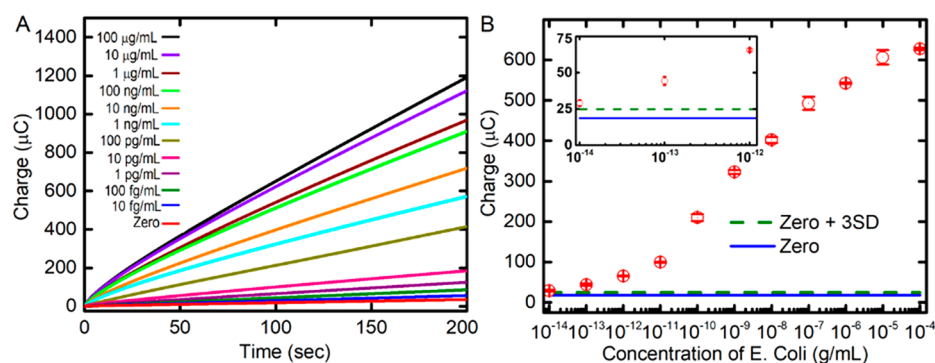 A
Charge (μC)
1400
1200
1000
800
600
400
200
0
100 μg/mL
10 μg/mL
1 μg/mL
100 ng/mL
10 ng/mL
1 ng/mL
100 pg/mL
10 pg/mL
1 pg/mL
100 fg/mL
10 fg/mL
Zero
0 50 100 150 200
Time (sec)
B
Charge (μC)
600
500
400
300
200
100
0
75
50
25
0
10⁻¹⁴ 10⁻¹³ 10⁻¹²
Zero + 3SD
Zero
10⁻¹⁴ 10⁻¹³ 10⁻¹² 10⁻¹¹ 10⁻¹⁰ 10⁻⁹ 10⁻⁸ 10⁻⁷ 10⁻⁶ 10⁻⁵ 10⁻⁴
Concentration of E. Coli (g/mL)